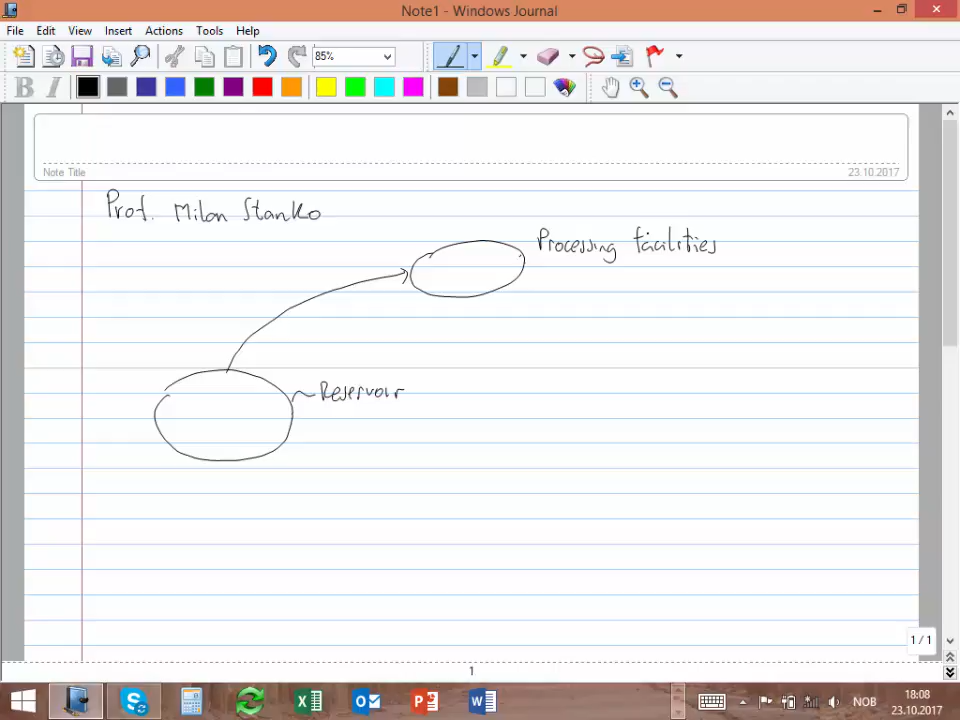 Note1 - Windows Journal
File Edit View Insert Actions Tools Help
85%
B I
Note Title
23.10.2017
Prof. Milan Stanko
Processing facilities
Reservoir
1 / 1
1
NOB
18:08
23.10.2017